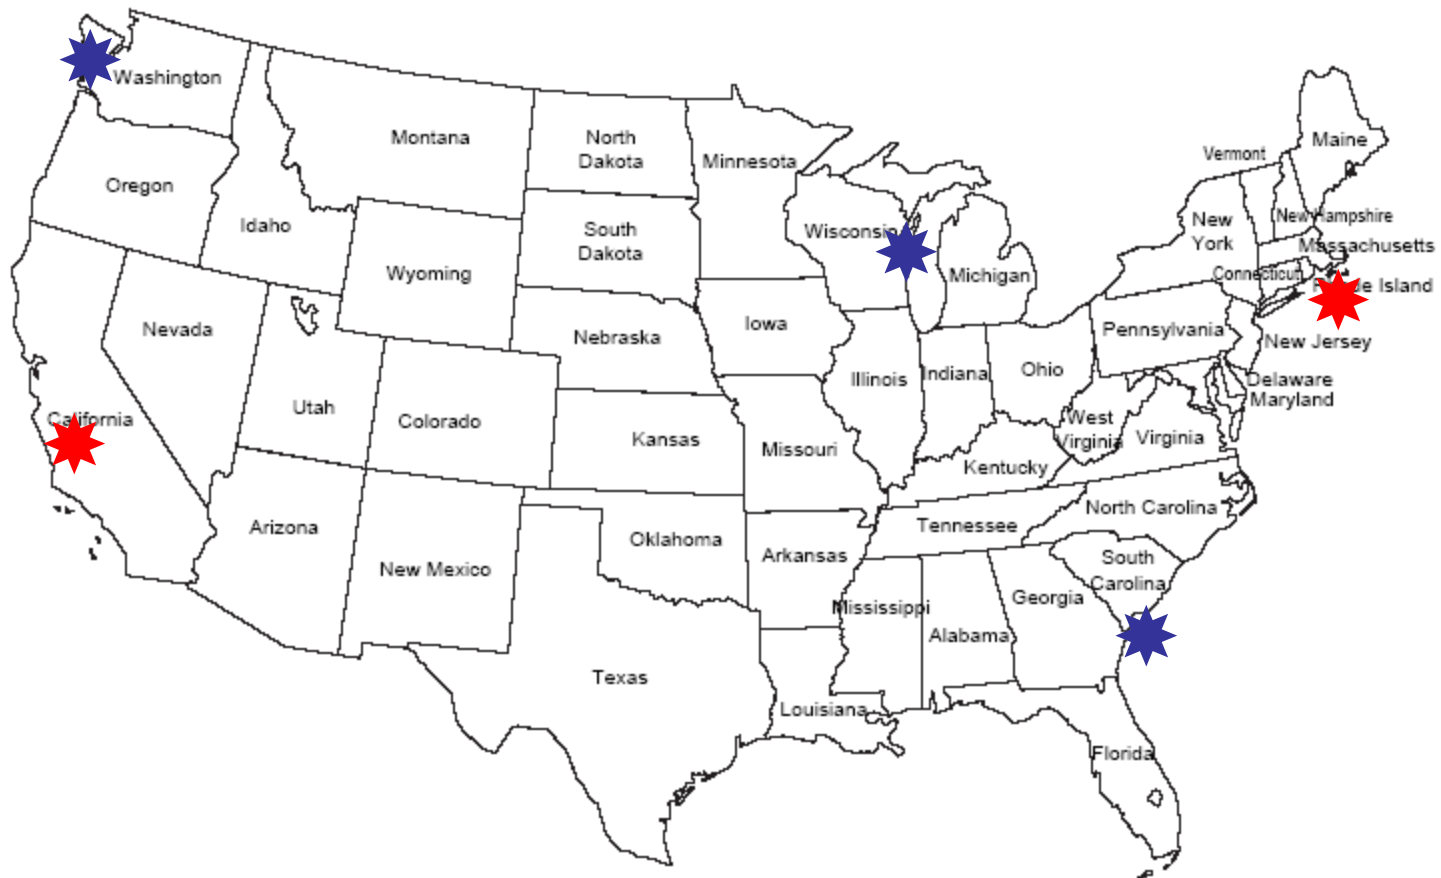 Washington
Montana
North
Dakota
Minnesota
Maine
Vermont
Oregon
Idaho
South
Dakota
Wisconsin
New
York
New Hampshire
Massachusetts
Wyoming
Michigan
Connecticut
Rhode Island
Nevada
Nebraska
Iowa
Pennsylvania
New Jersey
Utah
Colorado
Illinois
Indiana
Ohio
Delaware
Maryland
California
Kansas
Missouri
West
Virginia
Virginia
Kentucky
Arizona
New Mexico
Oklahoma
Arkansas
Tennessee
North Carolina
South
Carolina
Mississippi
Alabama
Georgia
Texas
Louisiana
Florida